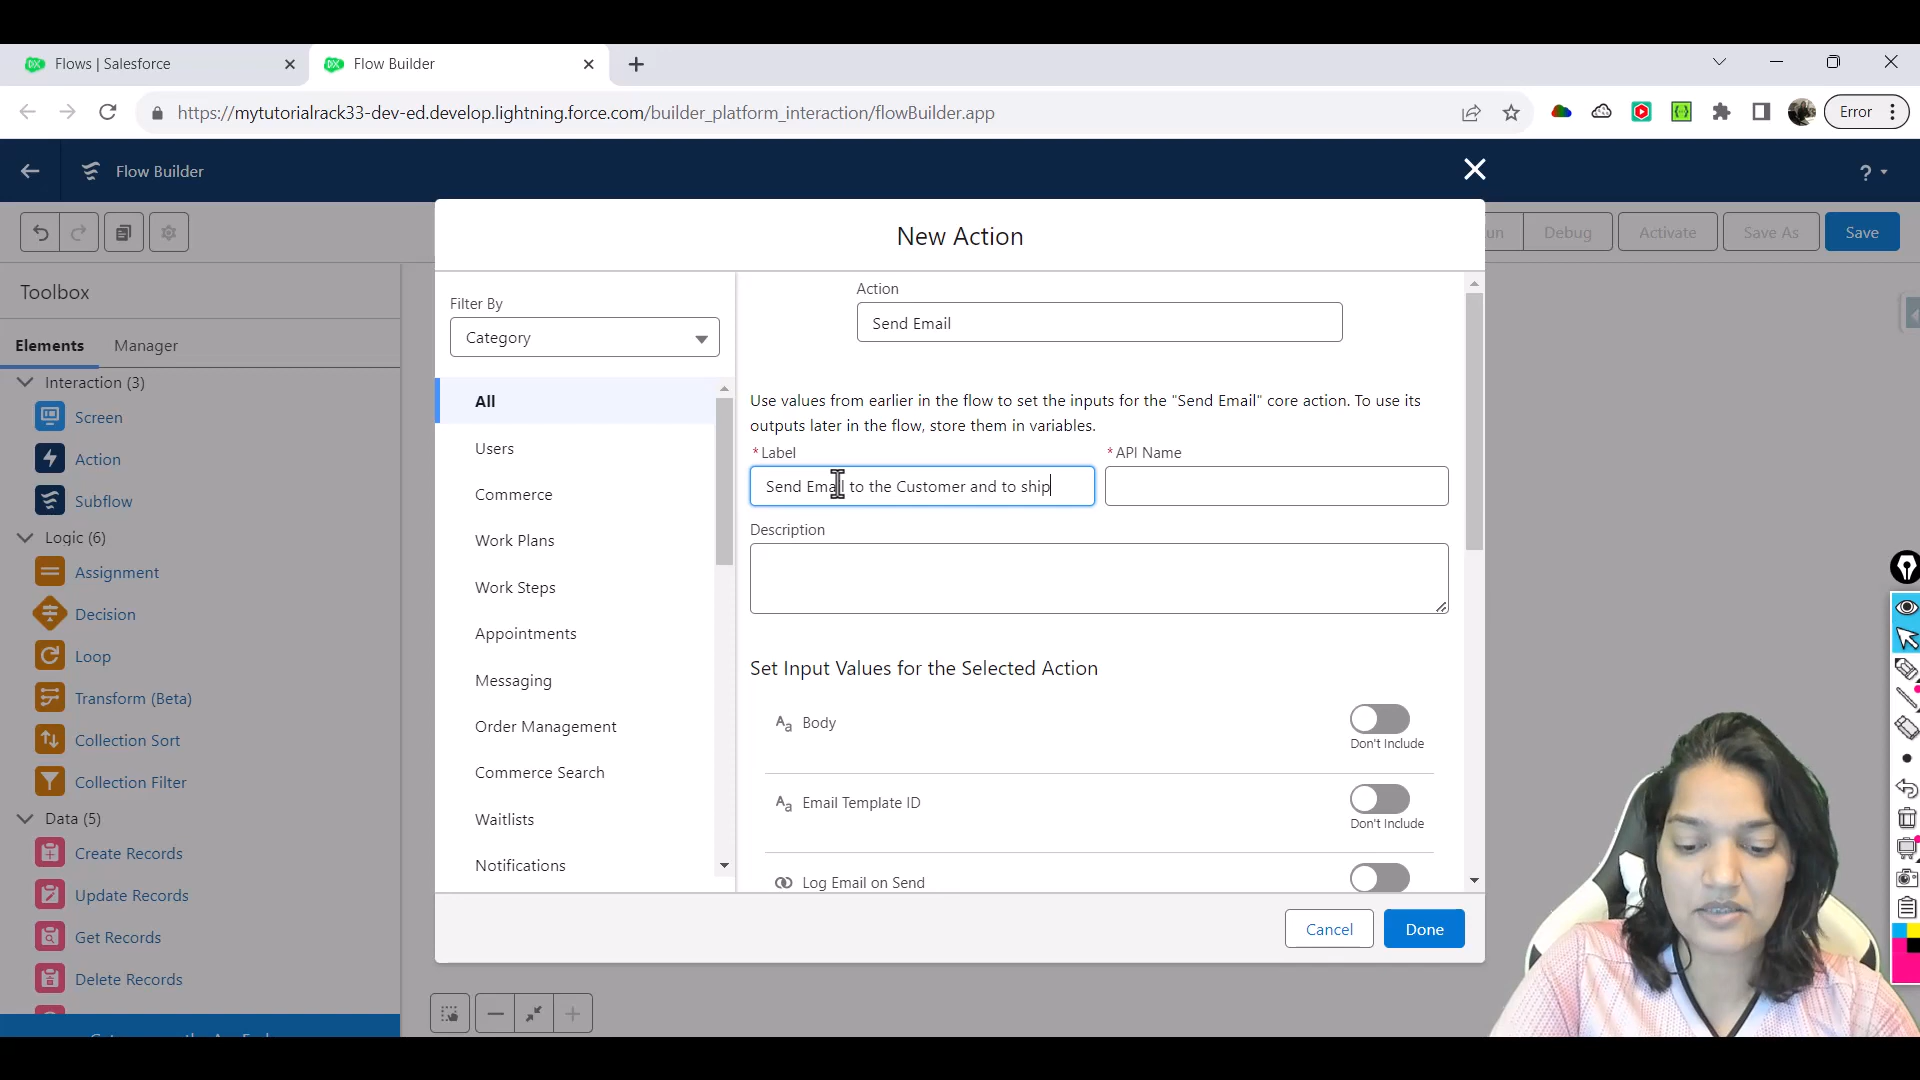 Flows | Salesforce
Flow Builder
https://mytutorialrack33-dev-ed.develop.lightning.force.com/builder_platform_interaction/flowBuilder.app
Error
Flow Builder
?
Debug
Activate
Save As
Save
Toolbox
Elements
Manager
Interaction (3)
Screen
Action
Subflow
Logic (6)
Assignment
Decision
Loop
Transform (Beta)
Collection Sort
Collection Filter
Data (5)
Create Records
Update Records
Get Records
Delete Records
New Action
Filter By
Category
All
Users
Commerce
Work Plans
Work Steps
Appointments
Messaging
Order Management
Commerce Search
Waitlists
Notifications
Action
Send Email
Use values from earlier in the flow to set the inputs for the "Send Email" core action. To use its
outputs later in the flow, store them in variables.
* Label
* API Name
Send Email to the Customer and to ship
Description
Set Input Values for the Selected Action
Aa Body
Don't Include
Aa Email Template ID
Don't Include
Log Email on Send
Cancel
Done